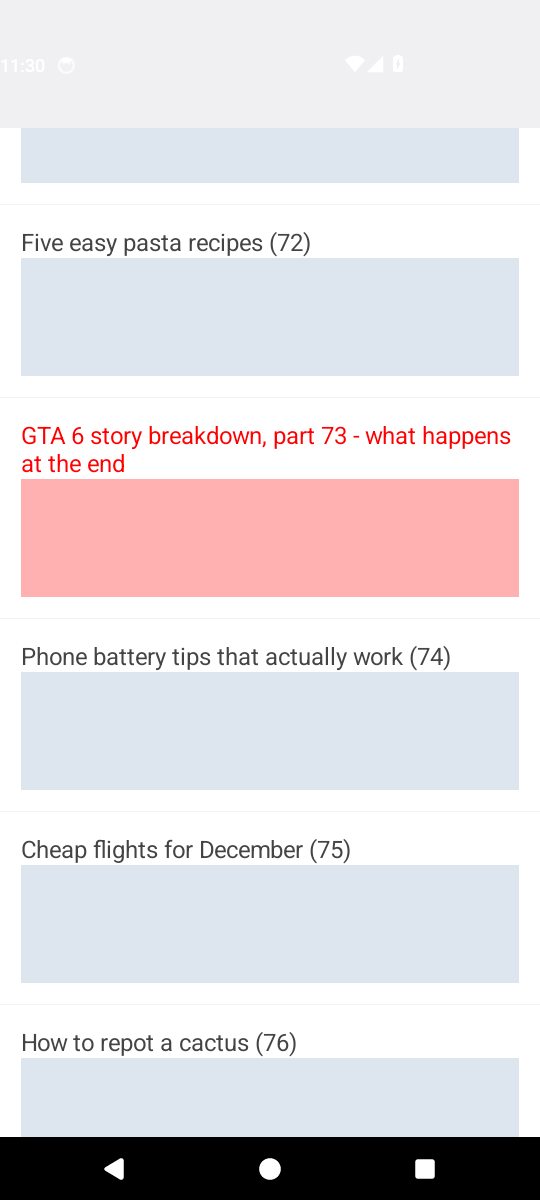 11:30
Five easy pasta recipes (72)
GTA 6 story breakdown, part 73 - what happens
at the end
Phone battery tips that actually work (74)
Cheap flights for December (75)
How to repot a cactus (76)